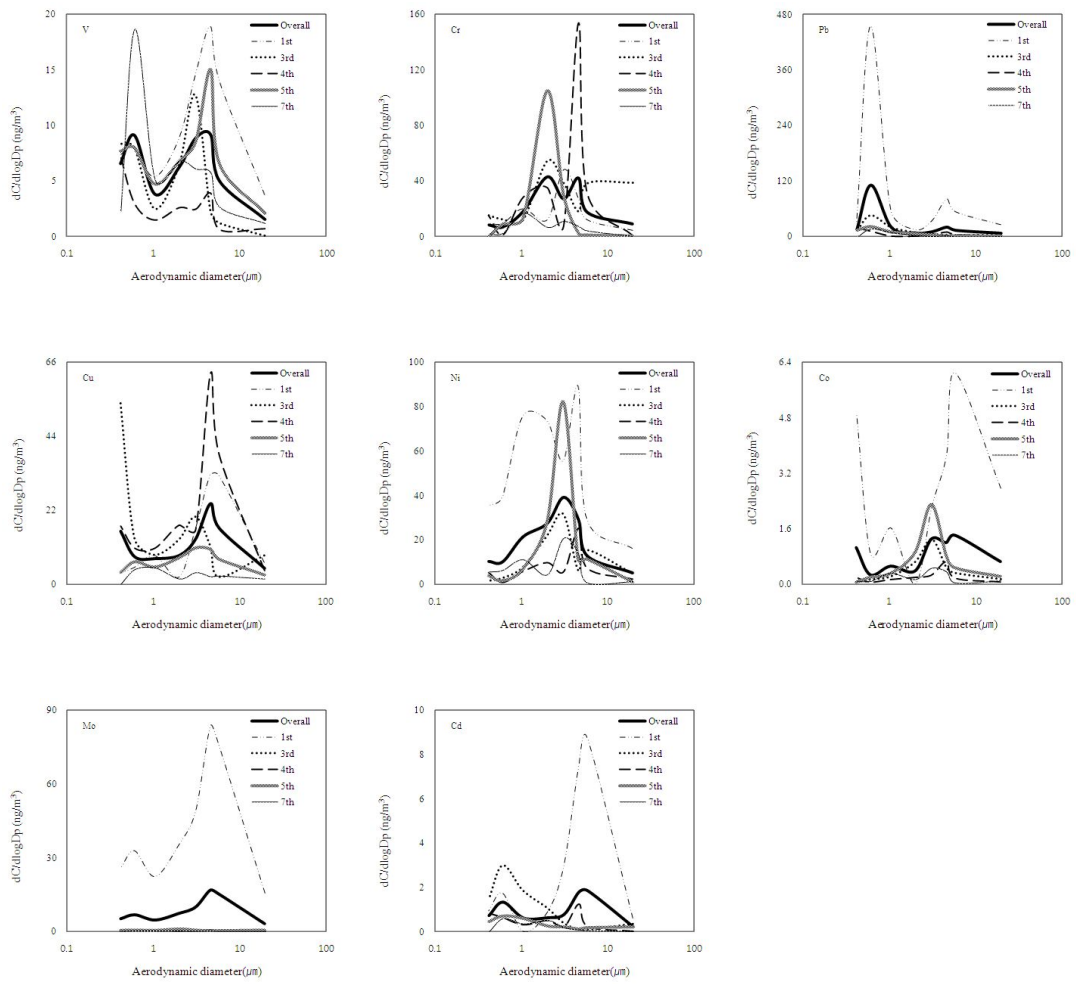 V
dC/dlogDp (ng/m³)
20
15
10
5
0
0.1 1 10 100
Aerodynamic diameter(㎛)
Overall
1st
3rd
4th
5th
7th
Cr
dC/dlogDp (ng/m³)
160
120
80
40
0
0.1 1 10 100
Aerodynamic diameter(㎛)
Overall
1st
3rd
4th
5th
7th
Pb
dC/dlogDp (ng/m³)
480
360
240
120
0
0.1 1 10 100
Aerodynamic diameter(㎛)
Overall
1st
3rd
4th
5th
7th
Cu
dC/dlogDp (ng/m³)
66
44
22
0
0.1 1 10 100
Aerodynamic diameter(㎛)
Overall
1st
3rd
4th
5th
7th
Ni
dC/dlogDp (ng/m³)
100
80
60
40
20
0
0.1 1 10 100
Aerodynamic diameter(㎛)
Overall
1st
3rd
4th
5th
7th
Co
dC/dlogDp (ng/m³)
6.4
4.8
3.2
1.6
0.0
0.1 1 10 100
Aerodynamic diameter(㎛)
Overall
1st
3rd
4th
5th
7th
Mo
dC/dlogDp (ng/m³)
90
60
30
0
0.1 1 10 100
Aerodynamic diameter(㎛)
Overall
1st
3rd
4th
5th
7th
Cd
dC/dlogDp (ng/m³)
10
8
6
4
2
0
0.1 1 10 100
Aerodynamic diameter(㎛)
Overall
1st
3rd
4th
5th
7th